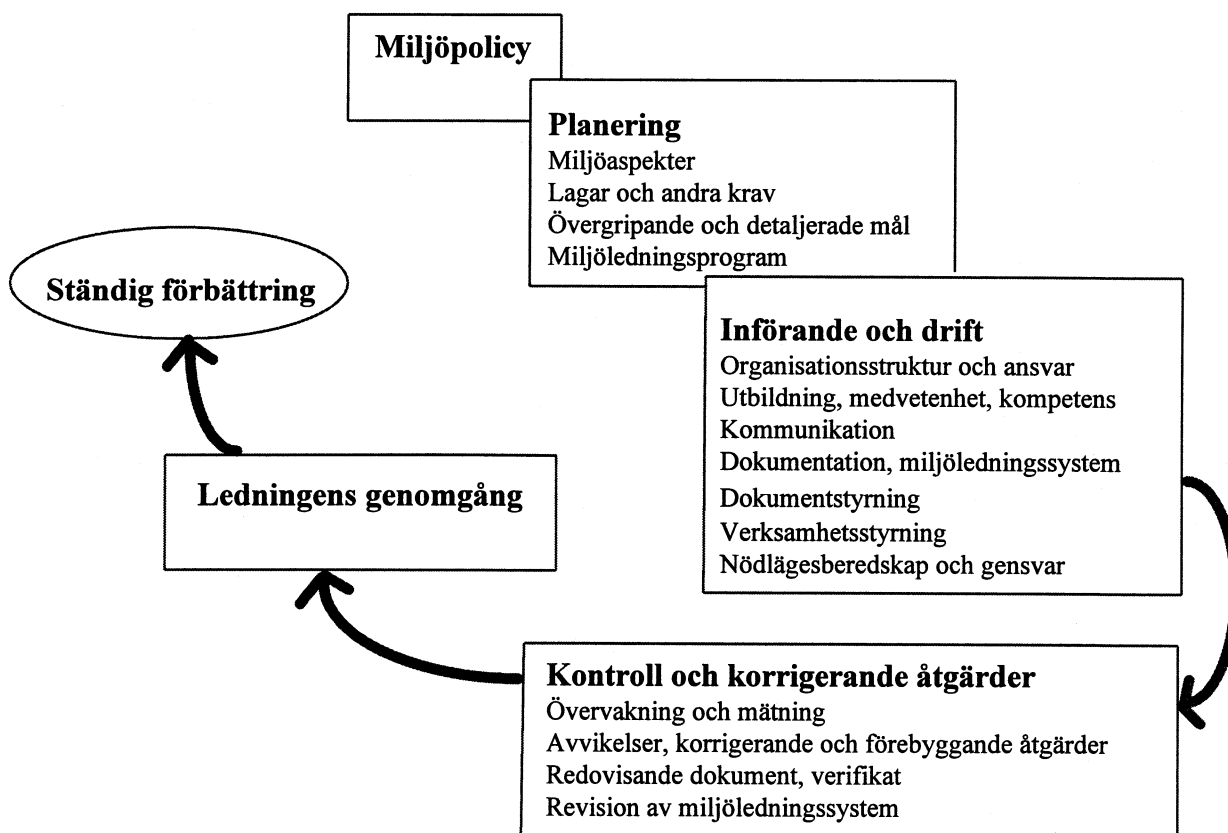 Miljöpolicy
Planering
Miljöaspekter
Lagar och andra krav
Övergripande och detaljerade mål
Miljöledningsprogram
Ständig förbättring
Införande och drift
Organisationsstruktur och ansvar
Utbildning, medvetenhet, kompetens
Kommunikation
Dokumentation, miljöledningssystem
Dokumentstyrning
Verksamhetsstyrning
Nödlägesberedskap och gensvar
Ledningens genomgång
Kontroll och korrigerande åtgärder
Övervakning och mätning
Avvikelser, korrigerande och förebyggande åtgärder
Redovisande dokument, verifikat
Revision av miljöledningssystem